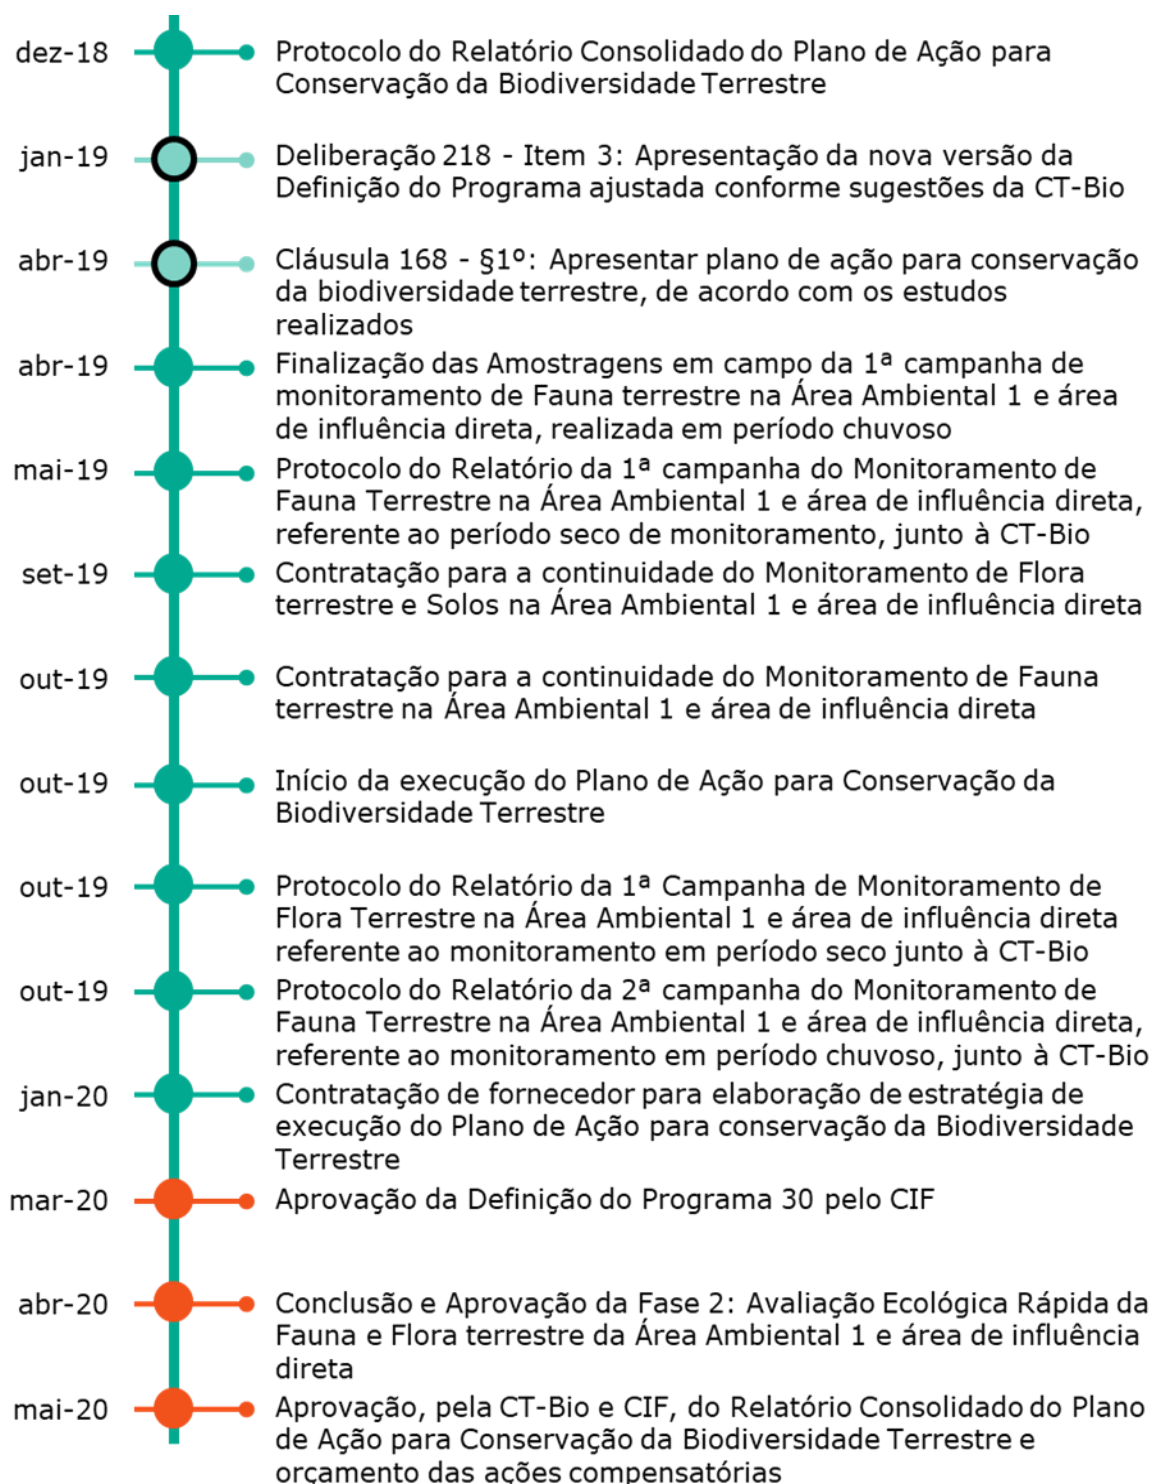 dez-18
Protocolo do Relatório Consolidado do Plano de Ação para
Conservação da Biodiversidade Terrestre
jan-19
Deliberação 218 - Item 3: Apresentação da nova versão da
Definição do Programa ajustada conforme sugestões da CT-Bio
abr-19
Cláusula 168 - §1º: Apresentar plano de ação para conservação
da biodiversidade terrestre, de acordo com os estudos
realizados
abr-19
Finalização das Amostragens em campo da 1ª campanha de
monitoramento de Fauna terrestre na Área Ambiental 1 e área
de influência direta, realizada em período chuvoso
mai-19
Protocolo do Relatório da 1ª campanha do Monitoramento de
Fauna Terrestre na Área Ambiental 1 e área de influência direta,
referente ao período seco de monitoramento, junto à CT-Bio
set-19
Contratação para a continuidade do Monitoramento de Flora
terrestre e Solos na Área Ambiental 1 e área de influência direta
out-19
Contratação para a continuidade do Monitoramento de Fauna
terrestre na Área Ambiental 1 e área de influência direta
out-19
Início da execução do Plano de Ação para Conservação da
Biodiversidade Terrestre
out-19
Protocolo do Relatório da 1ª Campanha de Monitoramento de
Flora Terrestre na Área Ambiental 1 e área de influência direta
referente ao monitoramento em período seco junto à CT-Bio
out-19
Protocolo do Relatório da 2ª campanha do Monitoramento de
Fauna Terrestre na Área Ambiental 1 e área de influência direta,
referente ao monitoramento em período chuvoso, junto à CT-Bio
jan-20
Contratação de fornecedor para elaboração de estratégia de
execução do Plano de Ação para conservação da Biodiversidade
Terrestre
mar-20
Aprovação da Definição do Programa 30 pelo CIF
abr-20
Conclusão e Aprovação da Fase 2: Avaliação Ecológica Rápida da
Fauna e Flora terrestre da Área Ambiental 1 e área de influência
direta
mai-20
Aprovação, pela CT-Bio e CIF, do Relatório Consolidado do Plano
de Ação para Conservação da Biodiversidade Terrestre e
orçamento das ações compensatórias